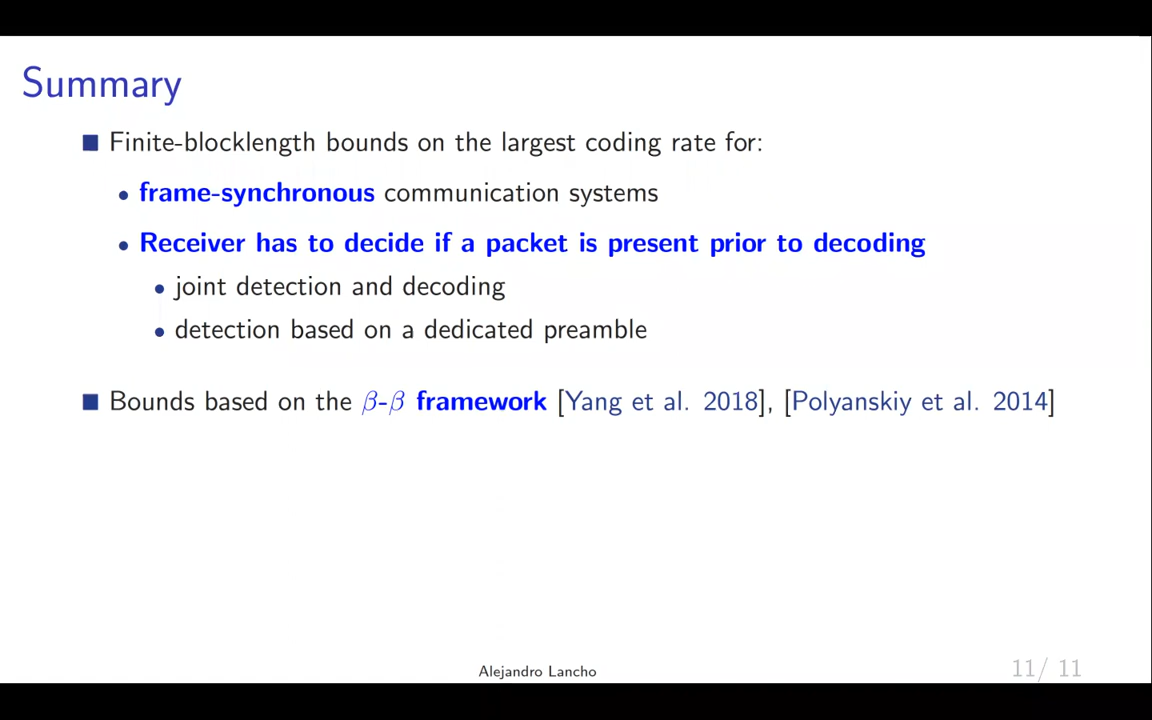 Summary
Finite-blocklength bounds on the largest coding rate for:
frame-synchronous communication systems
Receiver has to decide if a packet is present prior to decoding
joint detection and decoding
detection based on a dedicated preamble
Bounds based on the β-β framework [Yang et al. 2018], [Polyanskiy et al. 2014]
Alejandro Lancho
11/ 11